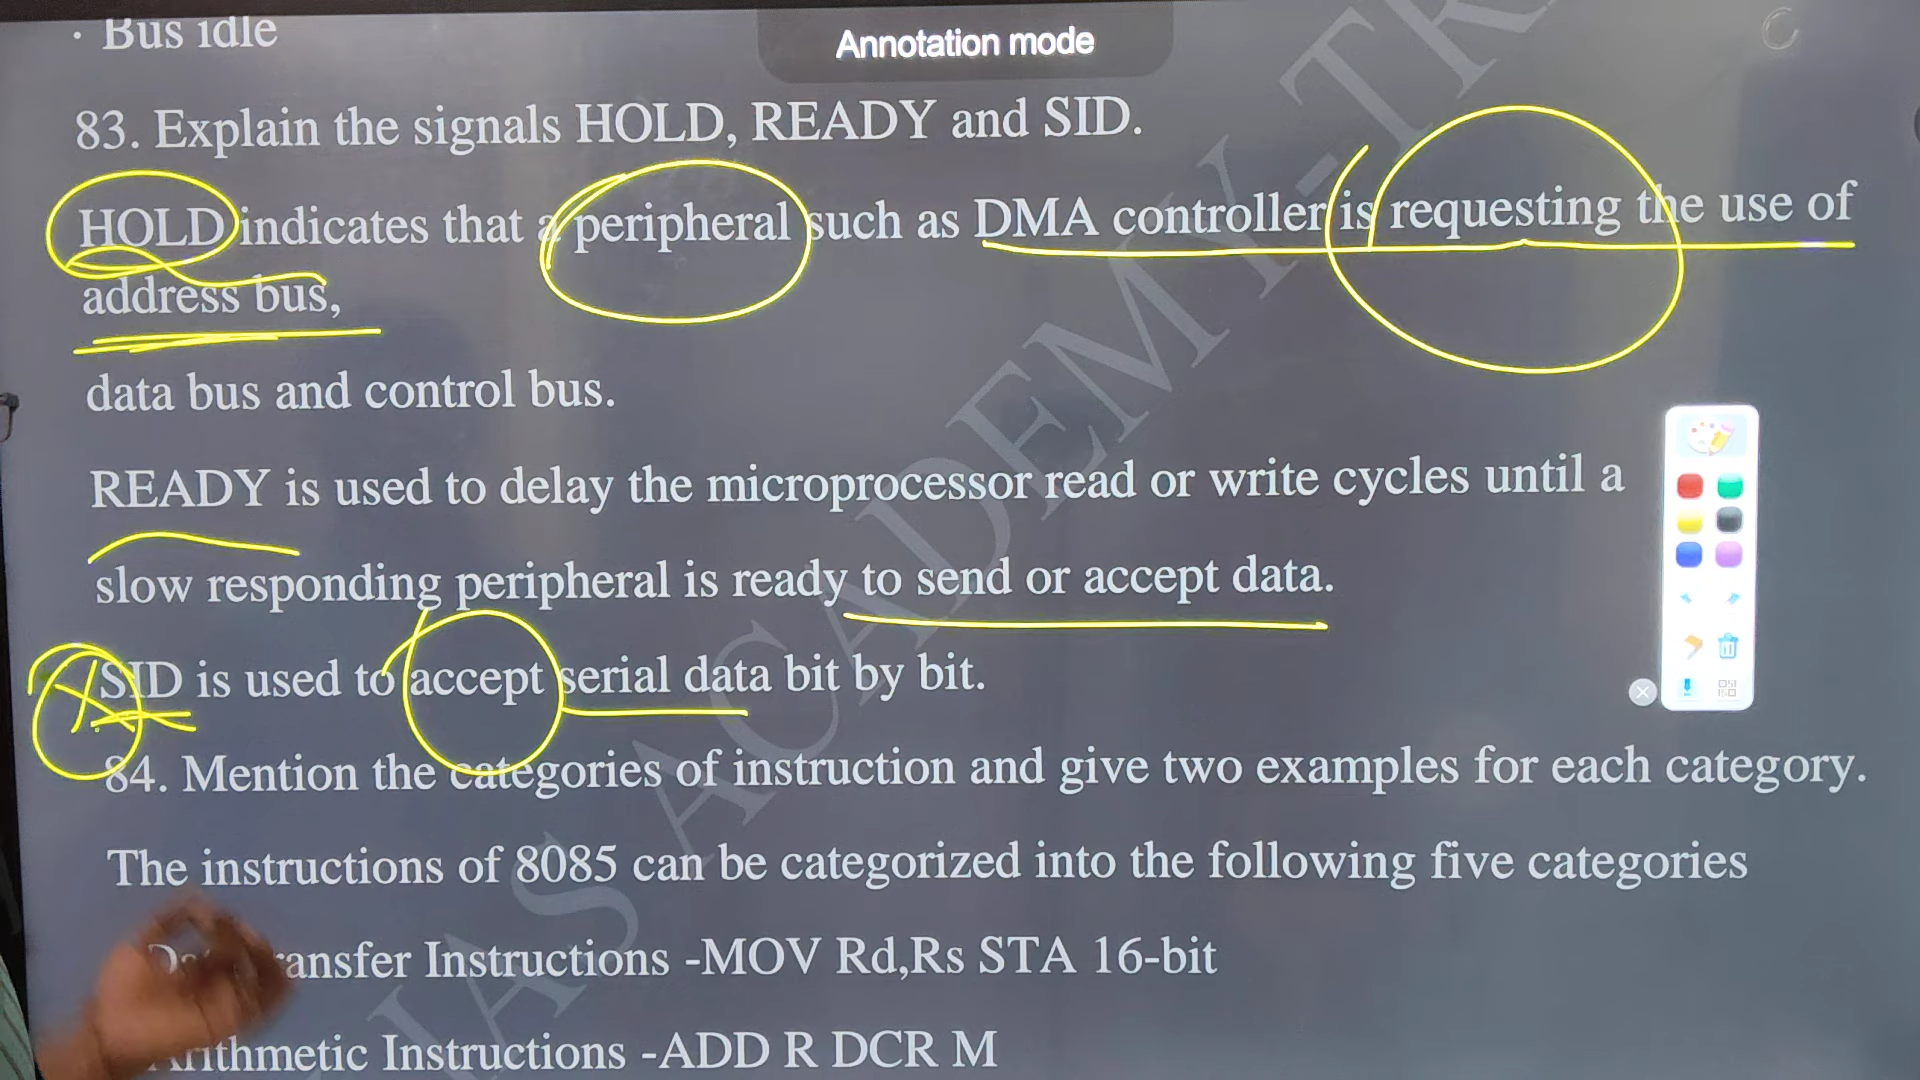 · Bus idle
Annotation mode
83. Explain the signals HOLD, READY and SID.
HOLD indicates that a peripheral such as DMA controller is requesting the use of
address bus,
data bus and control bus.
READY is used to delay the microprocessor read or write cycles until a
slow responding peripheral is ready to send or accept data.
SID is used to accept serial data bit by bit.
84. Mention the categories of instruction and give two examples for each category.
The instructions of 8085 can be categorized into the following five categories
Instructions -MOV Rd,Rs STA 16-bit
Arithmetic Instructions -ADD R DCR M
IAS ACADEMY - TR